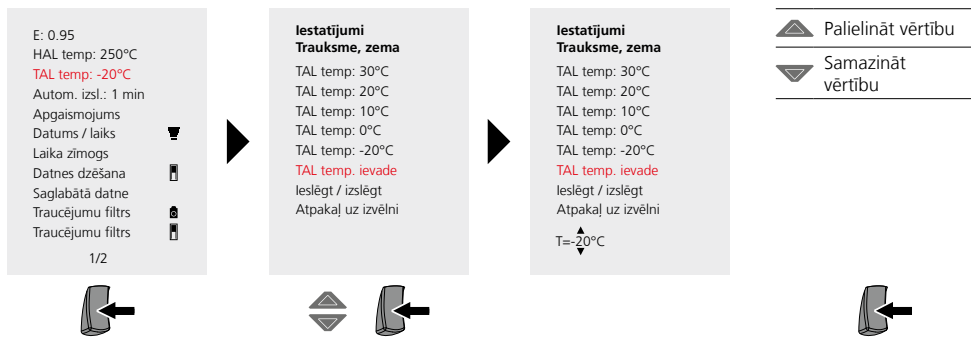 E: 0.95
HAL temp: 250°C
TAL temp: -20°C
Autom. izsl.: 1 min
Apgaismojums
Datums / laiks
Laika zīmogs
Datnes dzēšana
Saglabātā datne
Traucējumu filtrs
Traucējumu filtrs
1/2
Iestatījumi
Trauksme, zema
TAL temp: 30°C
TAL temp: 20°C
TAL temp: 10°C
TAL temp: 0°C
TAL temp: -20°C
TAL temp. ievade
Ieslēgt / izslēgt
Atpakaļ uz izvēlni
Iestatījumi
Trauksme, zema
TAL temp: 30°C
TAL temp: 20°C
TAL temp: 10°C
TAL temp: 0°C
TAL temp: -20°C
TAL temp. ievade
Ieslēgt / izslēgt
Atpakaļ uz izvēlni
T=-20°C
Palielināt vērtību
Samazināt
vērtību